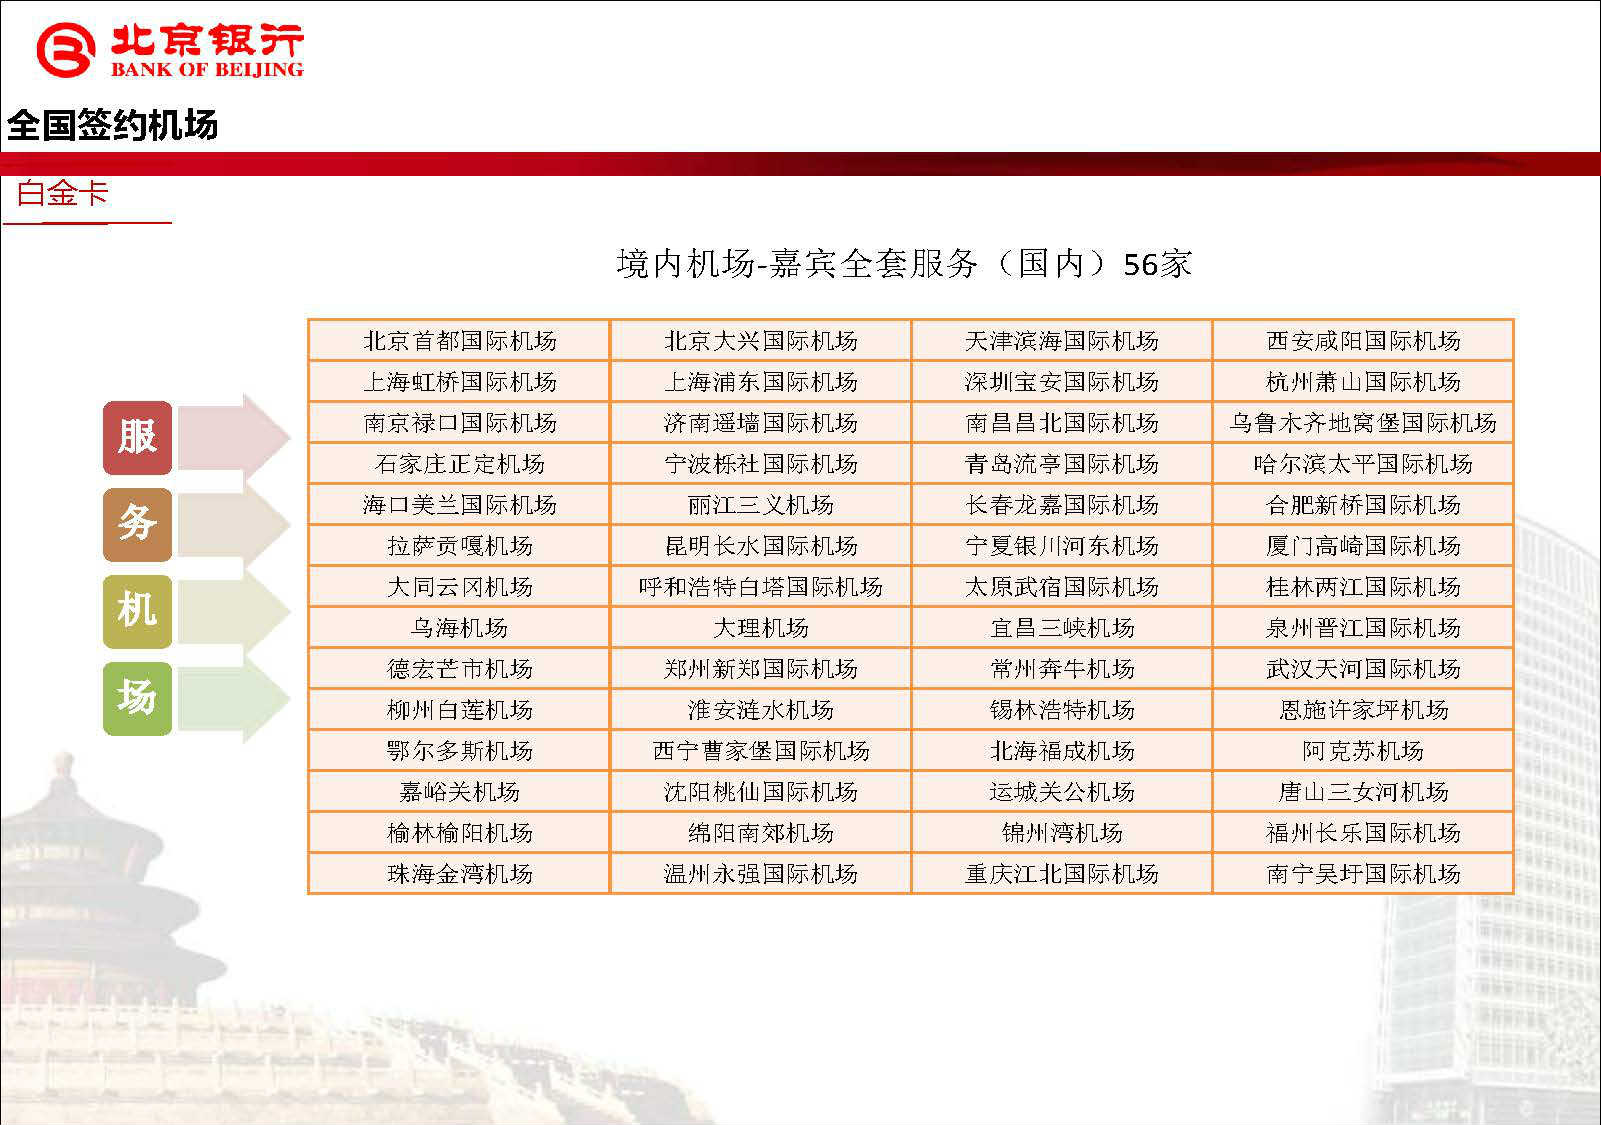 北京银行
BANK OF BEIJING
全国签约机场
白金卡
境内机场-嘉宾全套服务（国内）56家
服
务
机
场
北京首都国际机场 北京大兴国际机场 天津滨海国际机场 西安咸阳国际机场
上海虹桥国际机场 上海浦东国际机场 深圳宝安国际机场 杭州萧山国际机场
南京禄口国际机场 济南遥墙国际机场 南昌昌北国际机场 乌鲁木齐地窝堡国际机场
石家庄正定机场 宁波栎社国际机场 青岛流亭国际机场 哈尔滨太平国际机场
海口美兰国际机场 丽江三义机场 长春龙嘉国际机场 合肥新桥国际机场
拉萨贡嘎机场 昆明长水国际机场 宁夏银川河东机场 厦门高崎国际机场
大同云冈机场 呼和浩特白塔国际机场 太原武宿国际机场 桂林两江国际机场
乌海机场 大理机场 宜昌三峡机场 泉州晋江国际机场
德宏芒市机场 郑州新郑国际机场 常州奔牛机场 武汉天河国际机场
柳州白莲机场 淮安涟水机场 锡林浩特机场 恩施许家坪机场
鄂尔多斯机场 西宁曹家堡国际机场 北海福成机场 阿克苏机场
嘉峪关机场 沈阳桃仙国际机场 运城关公机场 唐山三女河机场
榆林榆阳机场 绵阳南郊机场 锦州湾机场 福州长乐国际机场
珠海金湾机场 温州永强国际机场 重庆江北国际机场 南宁吴圩国际机场